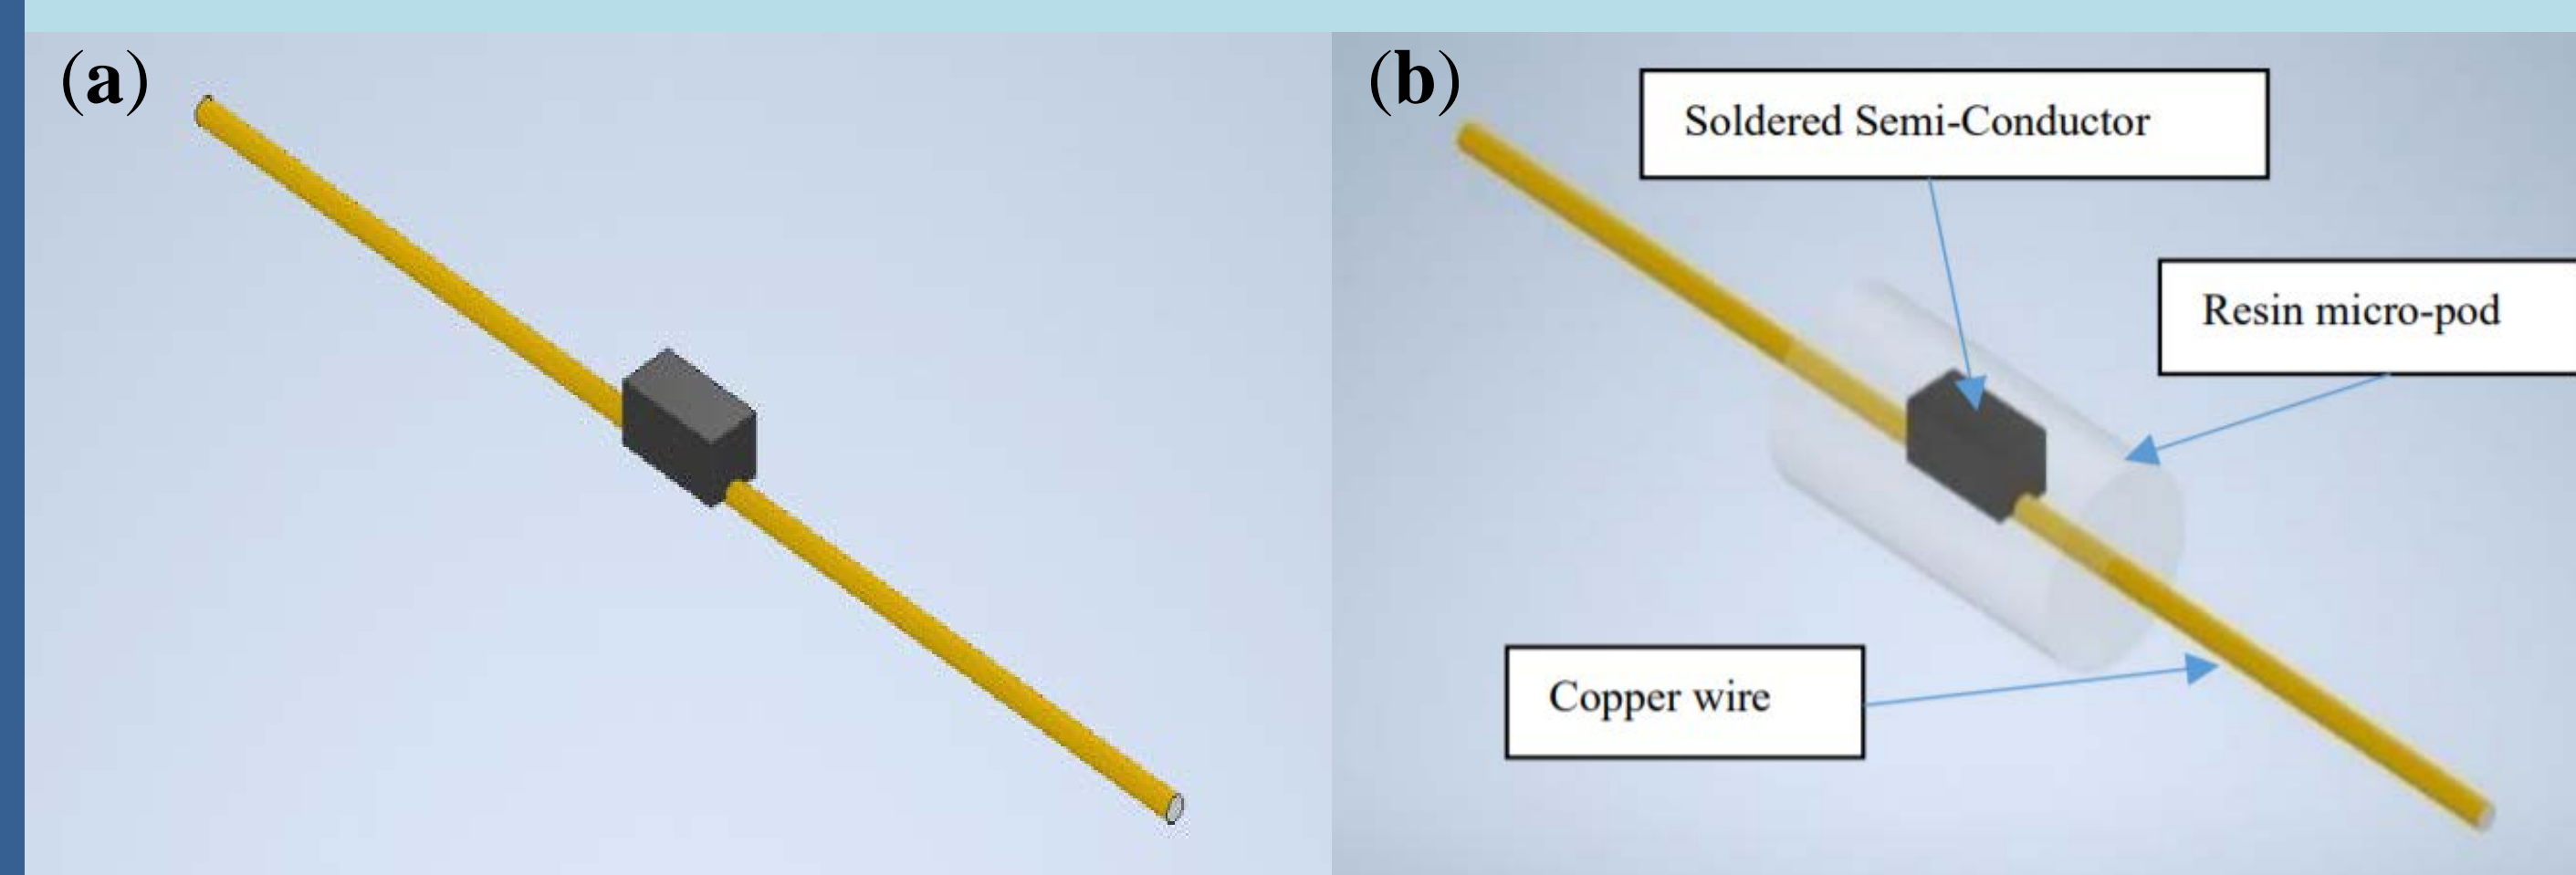 (a)
(b)
Soldered Semi-Conductor
Resin micro-pod
Copper wire